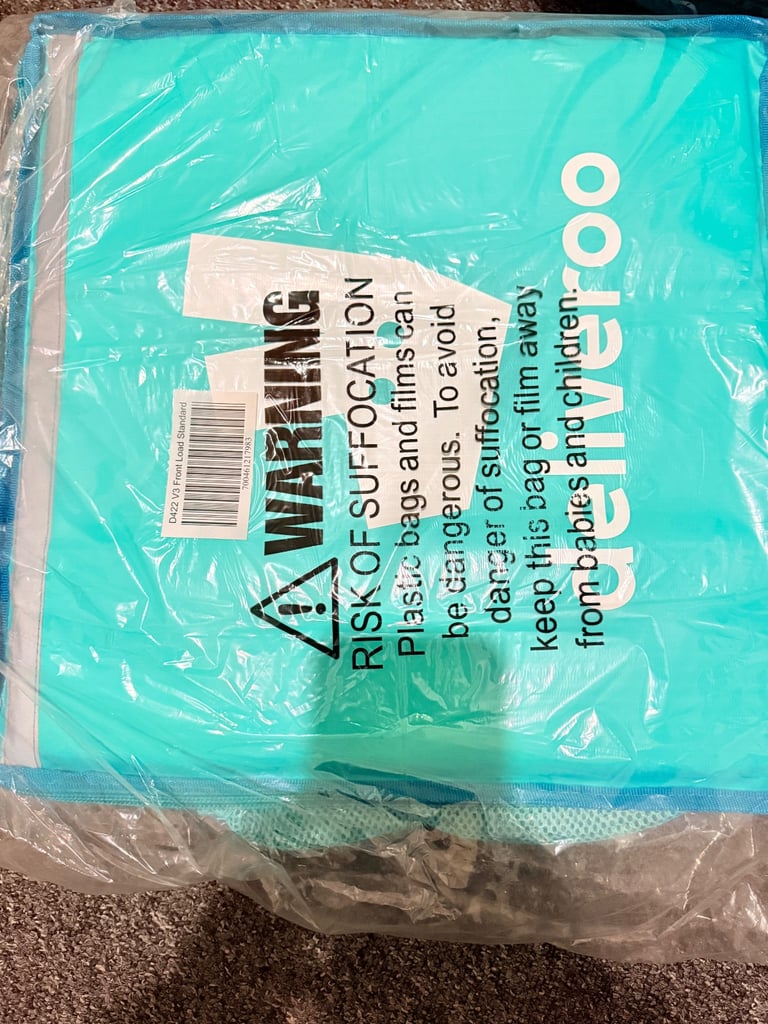 D422 V3 Front Load Standard
700461217983
WARNING
RISK OF SUFFOCATION
Plastic bags and films can
be dangerous. To avoid
danger of suffocation,
keep this bag or film away
from babies and children.
deliveroo